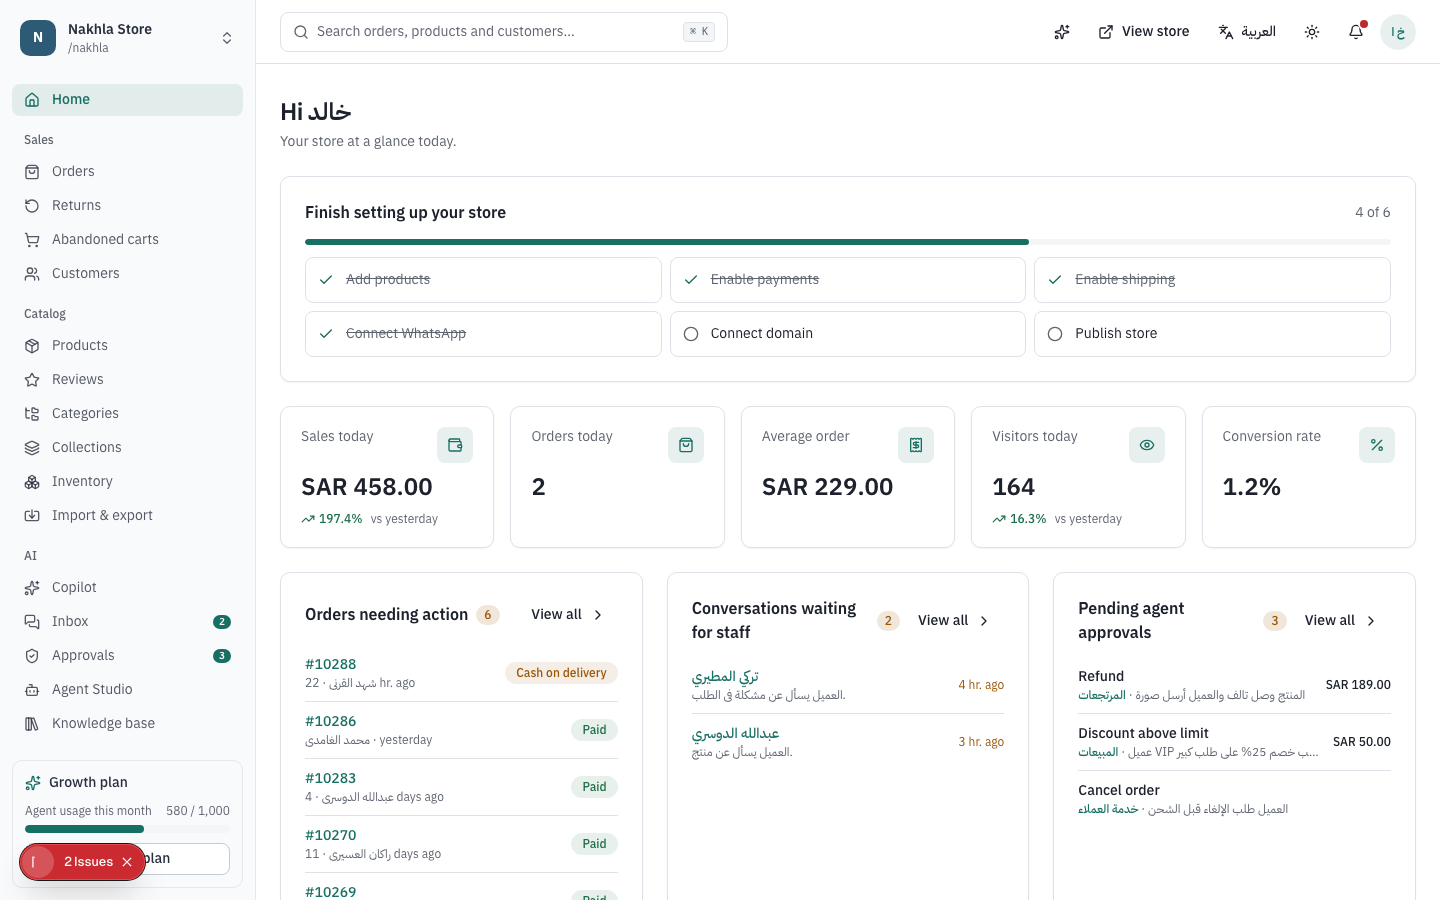 N
Nakhla Store
/nakhla
Search orders, products and customers...
⌘ K
View store
العربية
خ ا
Home
Sales
Orders
Returns
Abandoned carts
Customers
Catalog
Products
Reviews
Categories
Collections
Inventory
Import & export
AI
Copilot
Inbox
2
Approvals
3
Agent Studio
Knowledge base
Growth plan
Agent usage this month
580 / 1,000
plan
2 Issues
Hi خالد
Your store at a glance today.
Finish setting up your store
4 of 6
Add products
Enable payments
Enable shipping
Connect WhatsApp
Connect domain
Publish store
Sales today
SAR 458.00
197.4% vs yesterday
Orders today
2
Average order
SAR 229.00
Visitors today
164
16.3% vs yesterday
Conversion rate
1.2%
Orders needing action 6
View all
#10288
شهد القرني · 22 hr. ago
Cash on delivery
#10286
محمد الغامدي · yesterday
Paid
#10283
عبدالله الدوسري · 4 days ago
Paid
#10270
راكان العسيري · 11 days ago
Paid
#10269
Paid
Conversations waiting
for staff
2
View all
تركي المطيري
العميل يسأل عن مشكلة في الطلب.
4 hr. ago
عبدالله الدوسري
العميل يسأل عن منتج.
3 hr. ago
Pending agent
approvals
3
View all
Refund
المرتجعات · المنتج وصل تالف والعميل أرسل صورة
SAR 189.00
Discount above limit
المبيعات · عميل VIP ...ب خصم 25% على طلب كبير
SAR 50.00
Cancel order
خدمة العملاء · العميل طلب الإلغاء قبل الشحن